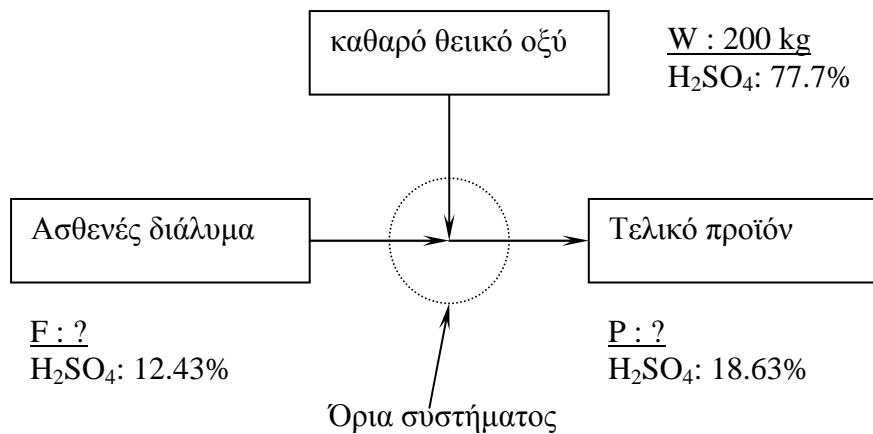 καθαρό θειικό οξύ
W : 200 kg
H₂SO₄: 77.7%
Ασθενές διάλυμα
Τελικό προϊόν
F : ?
H₂SO₄: 12.43%
P : ?
H₂SO₄: 18.63%
Όρια συστήματος